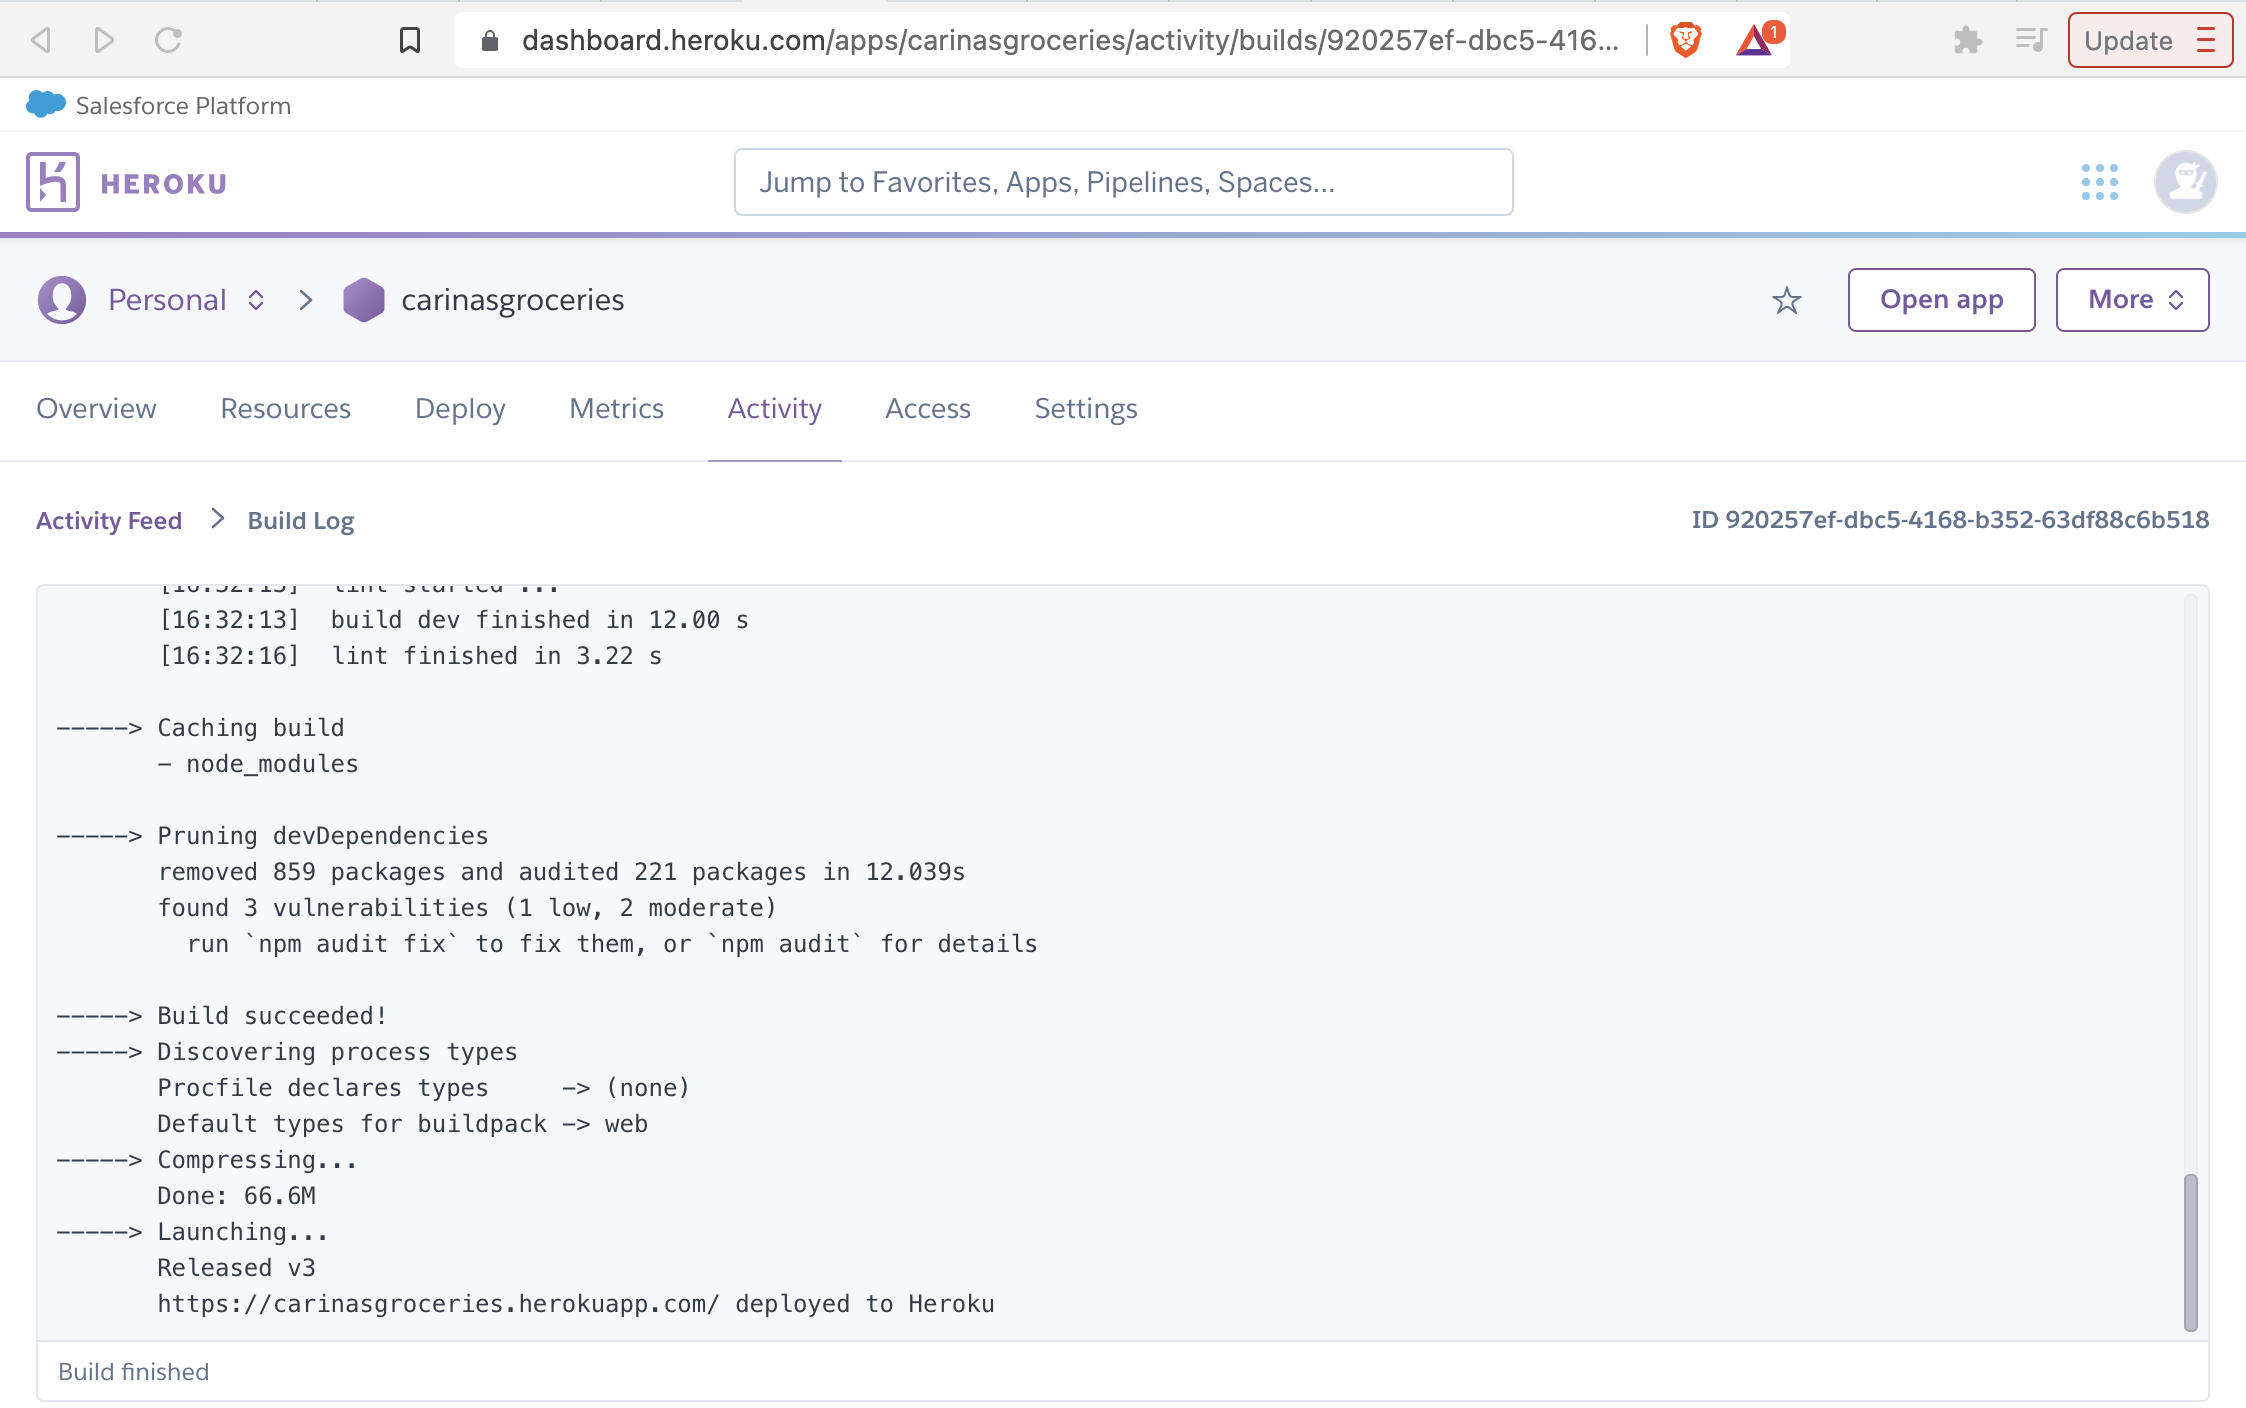 dashboard.heroku.com/apps/carinasgroceries/activity/builds/920257ef-dbc5-416...
1
Update
Salesforce Platform
HEROKU
Jump to Favorites, Apps, Pipelines, Spaces...
Personal
carinasgroceries
Open app
More
Overview
Resources
Deploy
Metrics
Activity
Access
Settings
Activity Feed > Build Log
ID 920257ef-dbc5-4168-b352-63df88c6b518
lint started ...
[16:32:13] build dev finished in 12.00 s
[16:32:16] lint finished in 3.22 s
-----> Caching build
- node_modules
-----> Pruning devDependencies
removed 859 packages and audited 221 packages in 12.039s
found 3 vulnerabilities (1 low, 2 moderate)
run `npm audit fix` to fix them, or `npm audit` for details
-----> Build succeeded!
-----> Discovering process types
Procfile declares types -> (none)
Default types for buildpack -> web
-----> Compressing...
Done: 66.6M
-----> Launching...
Released v3
https://carinasgroceries.herokuapp.com/ deployed to Heroku
Build finished